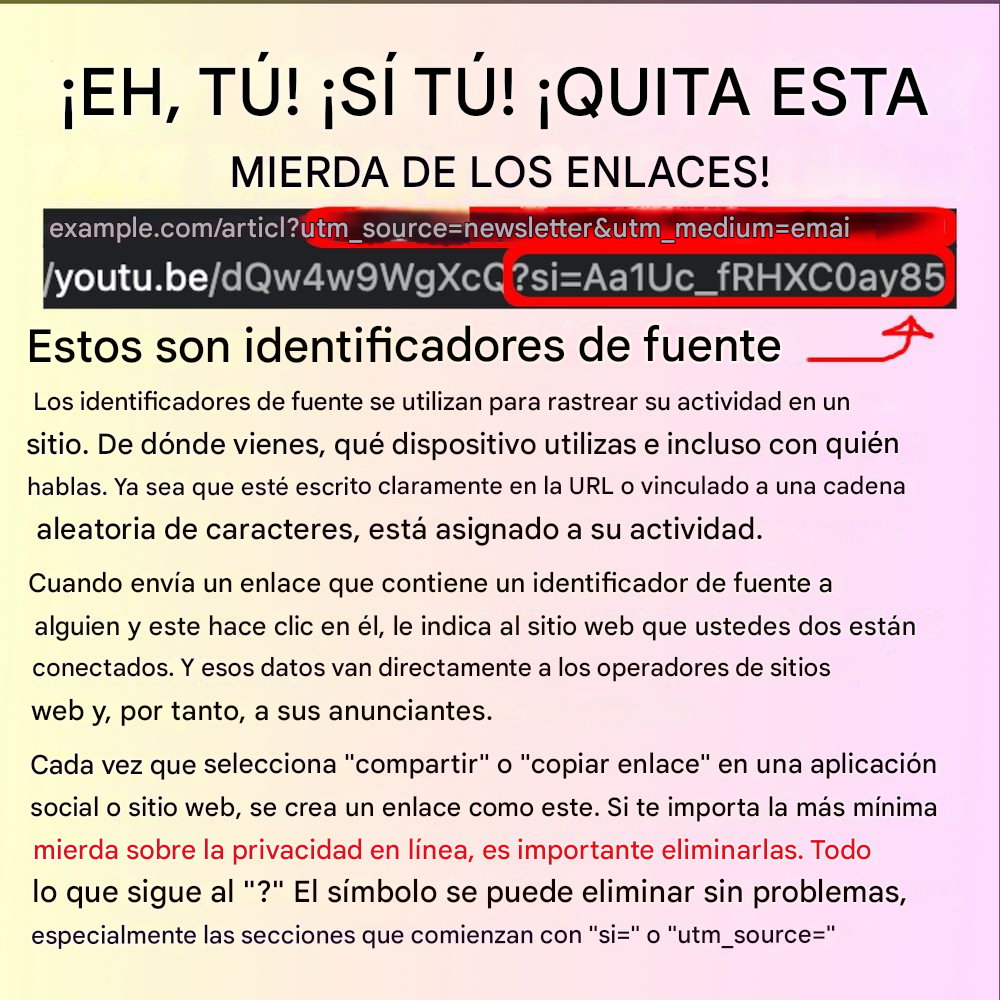 ¡EH, TÚ! ¡SÍ TÚ! ¡QUITA ESTA
MIERDA DE LOS ENLACES!
example.com/articl?utm_source=newsletter&utm_medium=emai
/youtu.be/dQw4w9WgXcQ?si=Aa1Uc_fRHXC0ay85
Estos son identificadores de fuente
Los identificadores de fuente se utilizan para rastrear su actividad en un
sitio. De dónde vienes, qué dispositivo utilizas e incluso con quién
hablas. Ya sea que esté escrito claramente en la URL o vinculado a una cadena
aleatoria de caracteres, está asignado a su actividad.
Cuando envía un enlace que contiene un identificador de fuente a
alguien y este hace clic en él, le indica al sitio web que ustedes dos están
conectados. Y esos datos van directamente a los operadores de sitios
web y, por tanto, a sus anunciantes.
Cada vez que selecciona "compartir" o "copiar enlace" en una aplicación
social o sitio web, se crea un enlace como este. Si te importa la más mínima
mierda sobre la privacidad en línea, es importante eliminarlas. Todo
lo que sigue al "?" El símbolo se puede eliminar sin problemas,
especialmente las secciones que comienzan con "si=" o "utm_source="